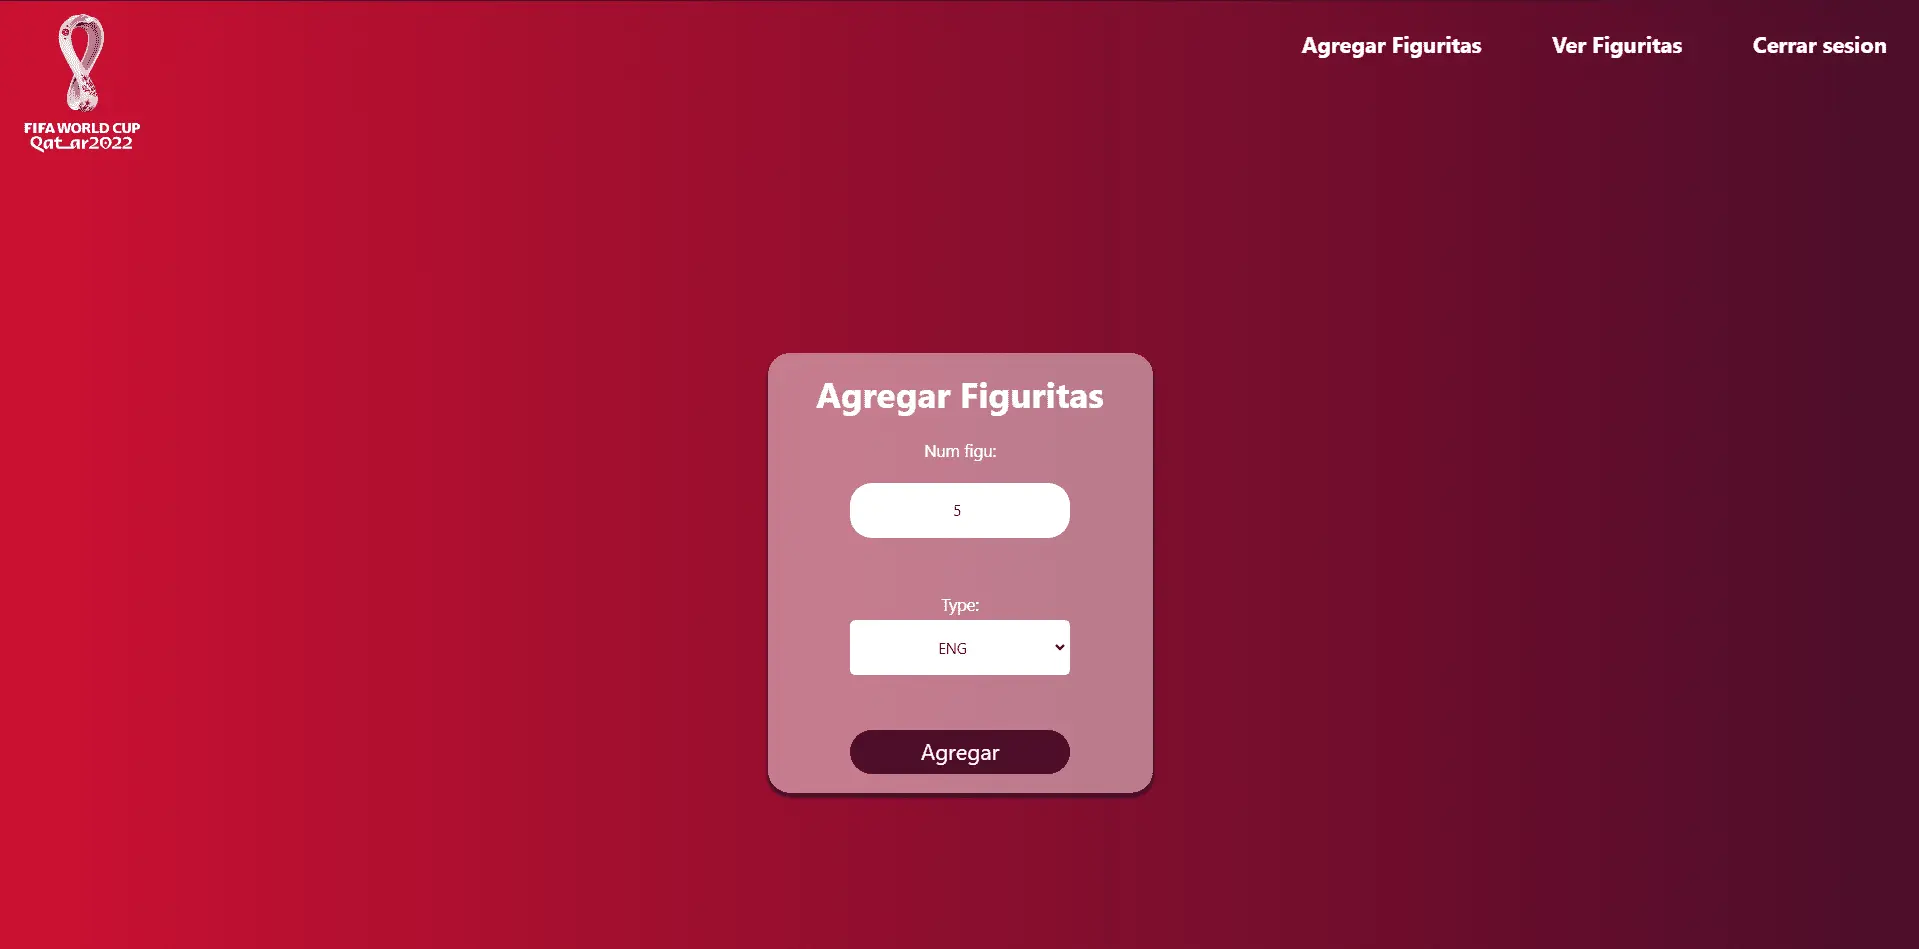 FIFA WORLD CUP
Qatar2022
Agregar Figuritas
Ver Figuritas
Cerrar sesion
Agregar Figuritas
Num figu:
5
Type:
ENG
Agregar